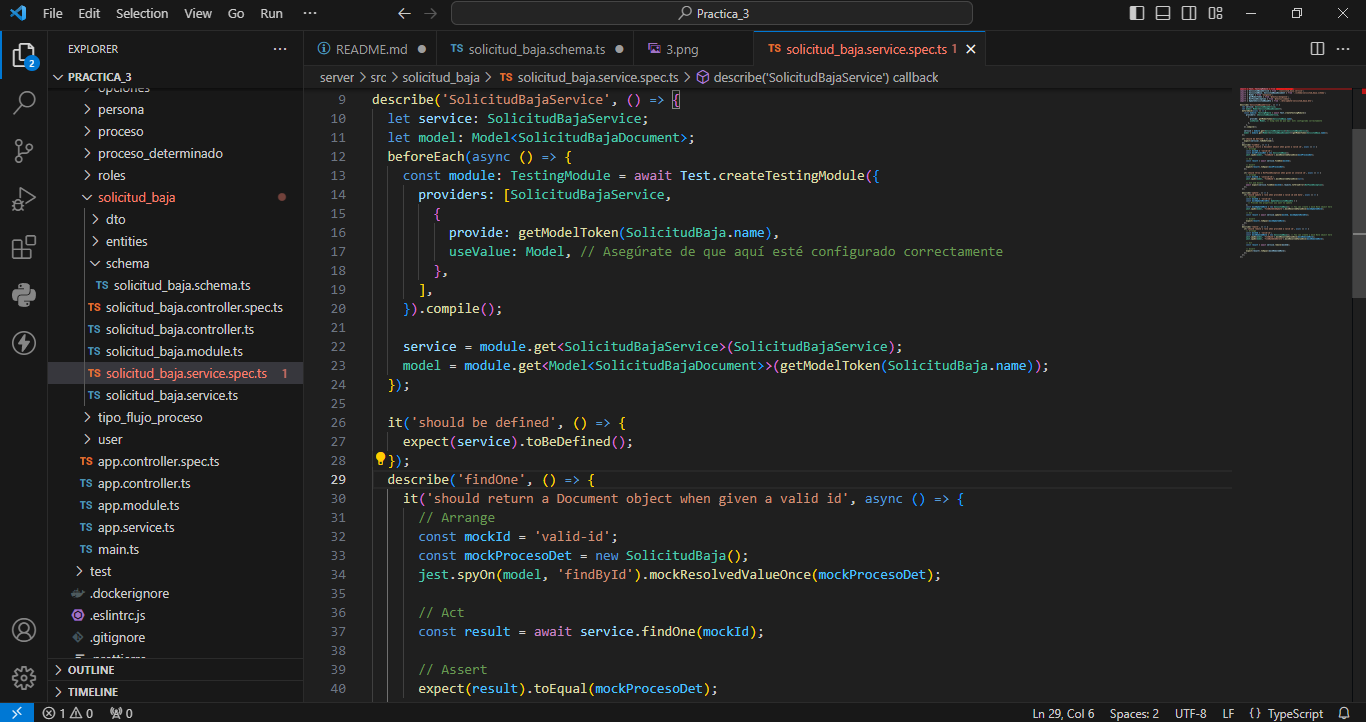 File Edit Selection View Go Run ··· Practica_3
EXPLORER ···
README.md
TS solicitud_baja.schema.ts
3.png
TS solicitud_baja.service.spec.ts 1
2
PRACTICA_3
opciones
persona
proceso
proceso_determinado
roles
solicitud_baja
dto
entities
schema
TS solicitud_baja.schema.ts
TS solicitud_baja.controller.spec.ts
TS solicitud_baja.controller.ts
TS solicitud_baja.module.ts
TS solicitud_baja.service.spec.ts 1
TS solicitud_baja.service.ts
tipo_flujo_proceso
user
TS app.controller.spec.ts
TS app.controller.ts
TS app.module.ts
TS app.service.ts
TS main.ts
test
.dockerignore
.eslintrc.js
.gitignore
OUTLINE
TIMELINE
server > src > solicitud_baja > TS solicitud_baja.service.spec.ts > describe('SolicitudBajaService') callback
9 describe('SolicitudBajaService', () => {
10 let service: SolicitudBajaService;
11 let model: Model<SolicitudBajaDocument>;
12 beforeEach(async () => {
13 const module: TestingModule = await Test.createTestingModule({
14 providers: [SolicitudBajaService,
15 {
16 provide: getModelToken(SolicitudBaja.name),
17 useValue: Model, // Asegúrate de que aquí esté configurado correctamente
18 },
19 ],
20 }).compile();
21
22 service = module.get<SolicitudBajaService>(SolicitudBajaService);
23 model = module.get<Model<SolicitudBajaDocument>>(getModelToken(SolicitudBaja.name));
24 });
25
26 it('should be defined', () => {
27 expect(service).toBeDefined();
28 });
29 describe('findOne', () => {
30 it('should return a Document object when given a valid id', async () => {
31 // Arrange
32 const mockId = 'valid-id';
33 const mockProcesoDet = new SolicitudBaja();
34 jest.spyOn(model, 'findById').mockResolvedValueOnce(mockProcesoDet);
35
36 // Act
37 const result = await service.findOne(mockId);
38
39 // Assert
40 expect(result).toEqual(mockProcesoDet);
1 0 0 Ln 29, Col 6 Spaces: 2 UTF-8 LF {} TypeScript